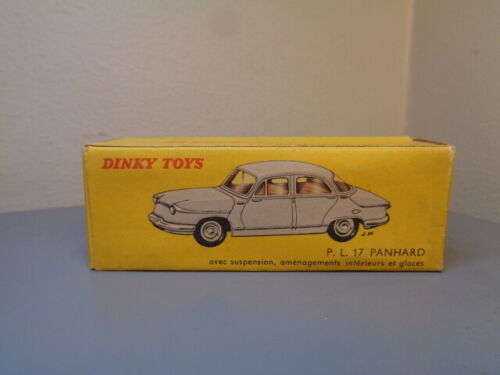 DINKY TOYS
J.M
P. L. 17 PANHARD
avec suspension, aménagements intérieurs et glaces